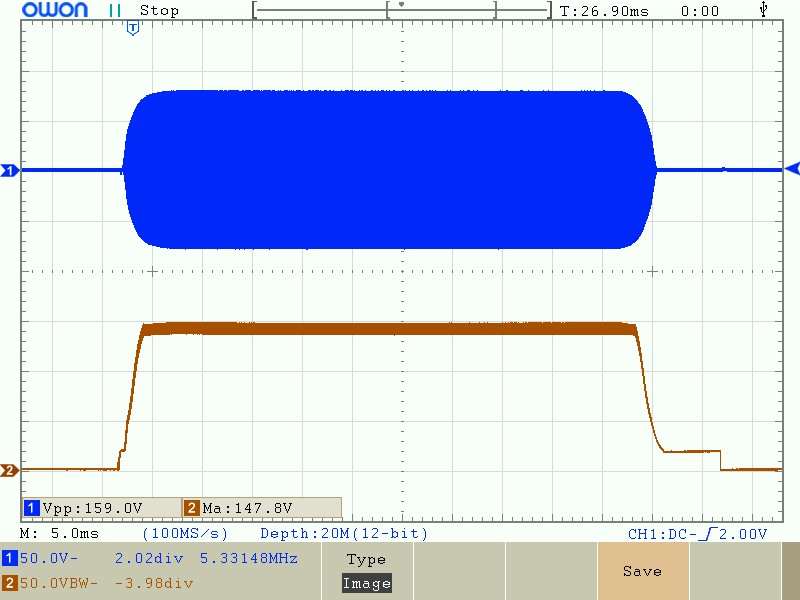 OWON Stop T:26.90ms 0:00
T
1
2
1 Vpp:159.0V 2 Ma:147.8V
M: 5.0ms (100MS/s) Depth:20M(12-bit) CH1:DC- 2.00V
1 50.0V- 2.02div 5.33148MHz Type
2 50.0VBW- -3.98div Image Save